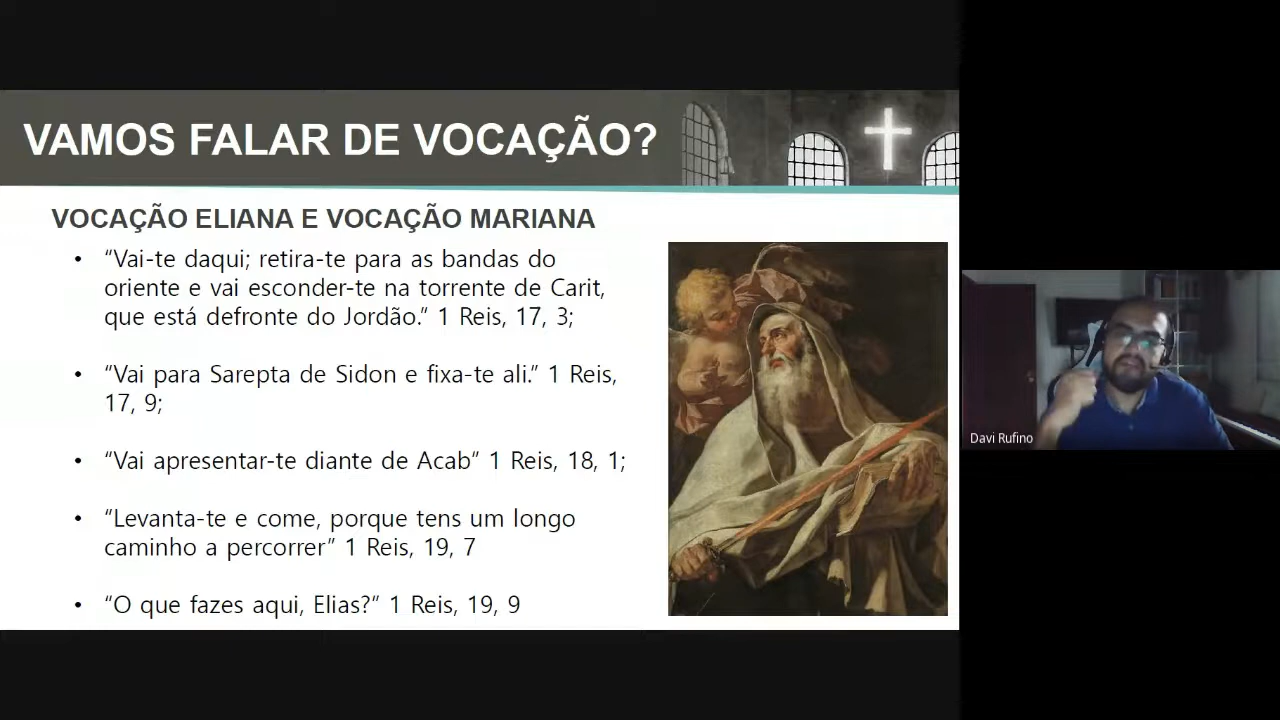 VAMOS FALAR DE VOCAÇÃO?
VOCAÇÃO ELIANA E VOCAÇÃO MARIANA
• “Vai-te daqui; retira-te para as bandas do
oriente e vai esconder-te na torrente de Carit,
que está defronte do Jordão.” 1 Reis, 17, 3;
• “Vai para Sarepta de Sidon e fixa-te ali.” 1 Reis,
17, 9;
• “Vai apresentar-te diante de Acab” 1 Reis, 18, 1;
• “Levanta-te e come, porque tens um longo
caminho a percorrer” 1 Reis, 19, 7
• “O que fazes aqui, Elias?” 1 Reis, 19, 9
Davi Rufino